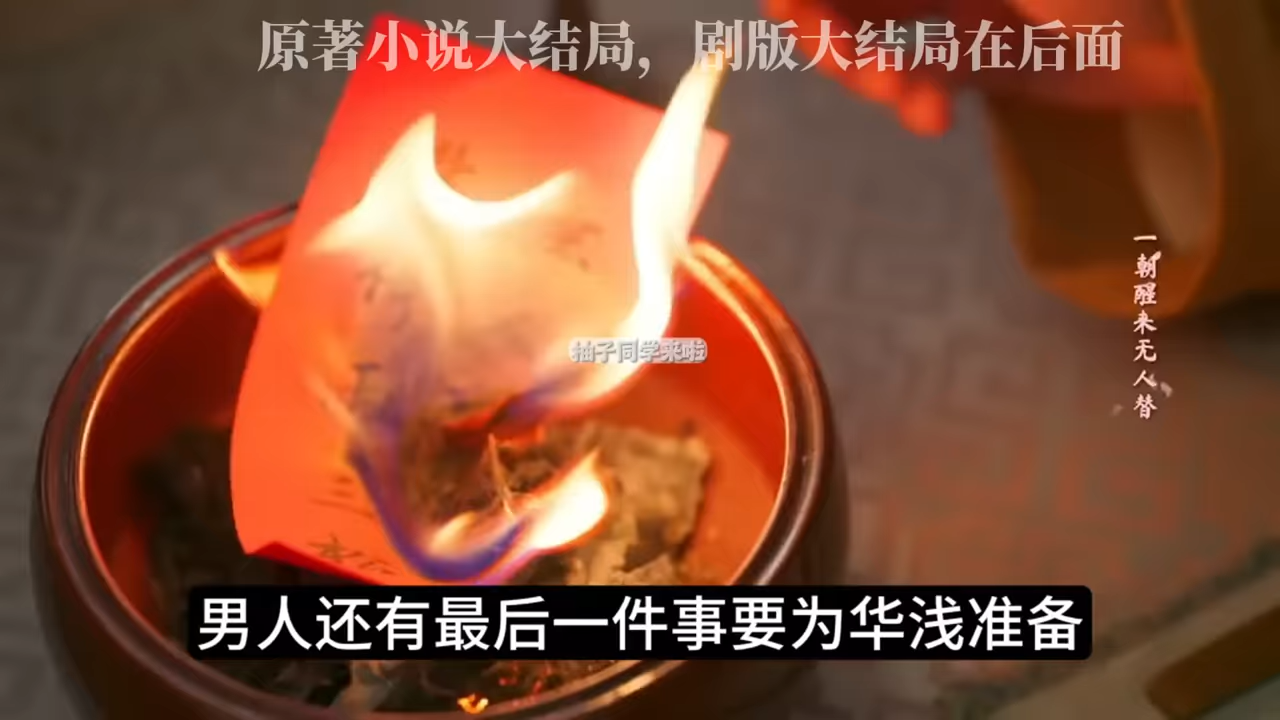 原著小说大结局，剧版大结局在后面
一朝醒来无人替
柚子同学来啦
男人还有最后一件事要为华浅准备